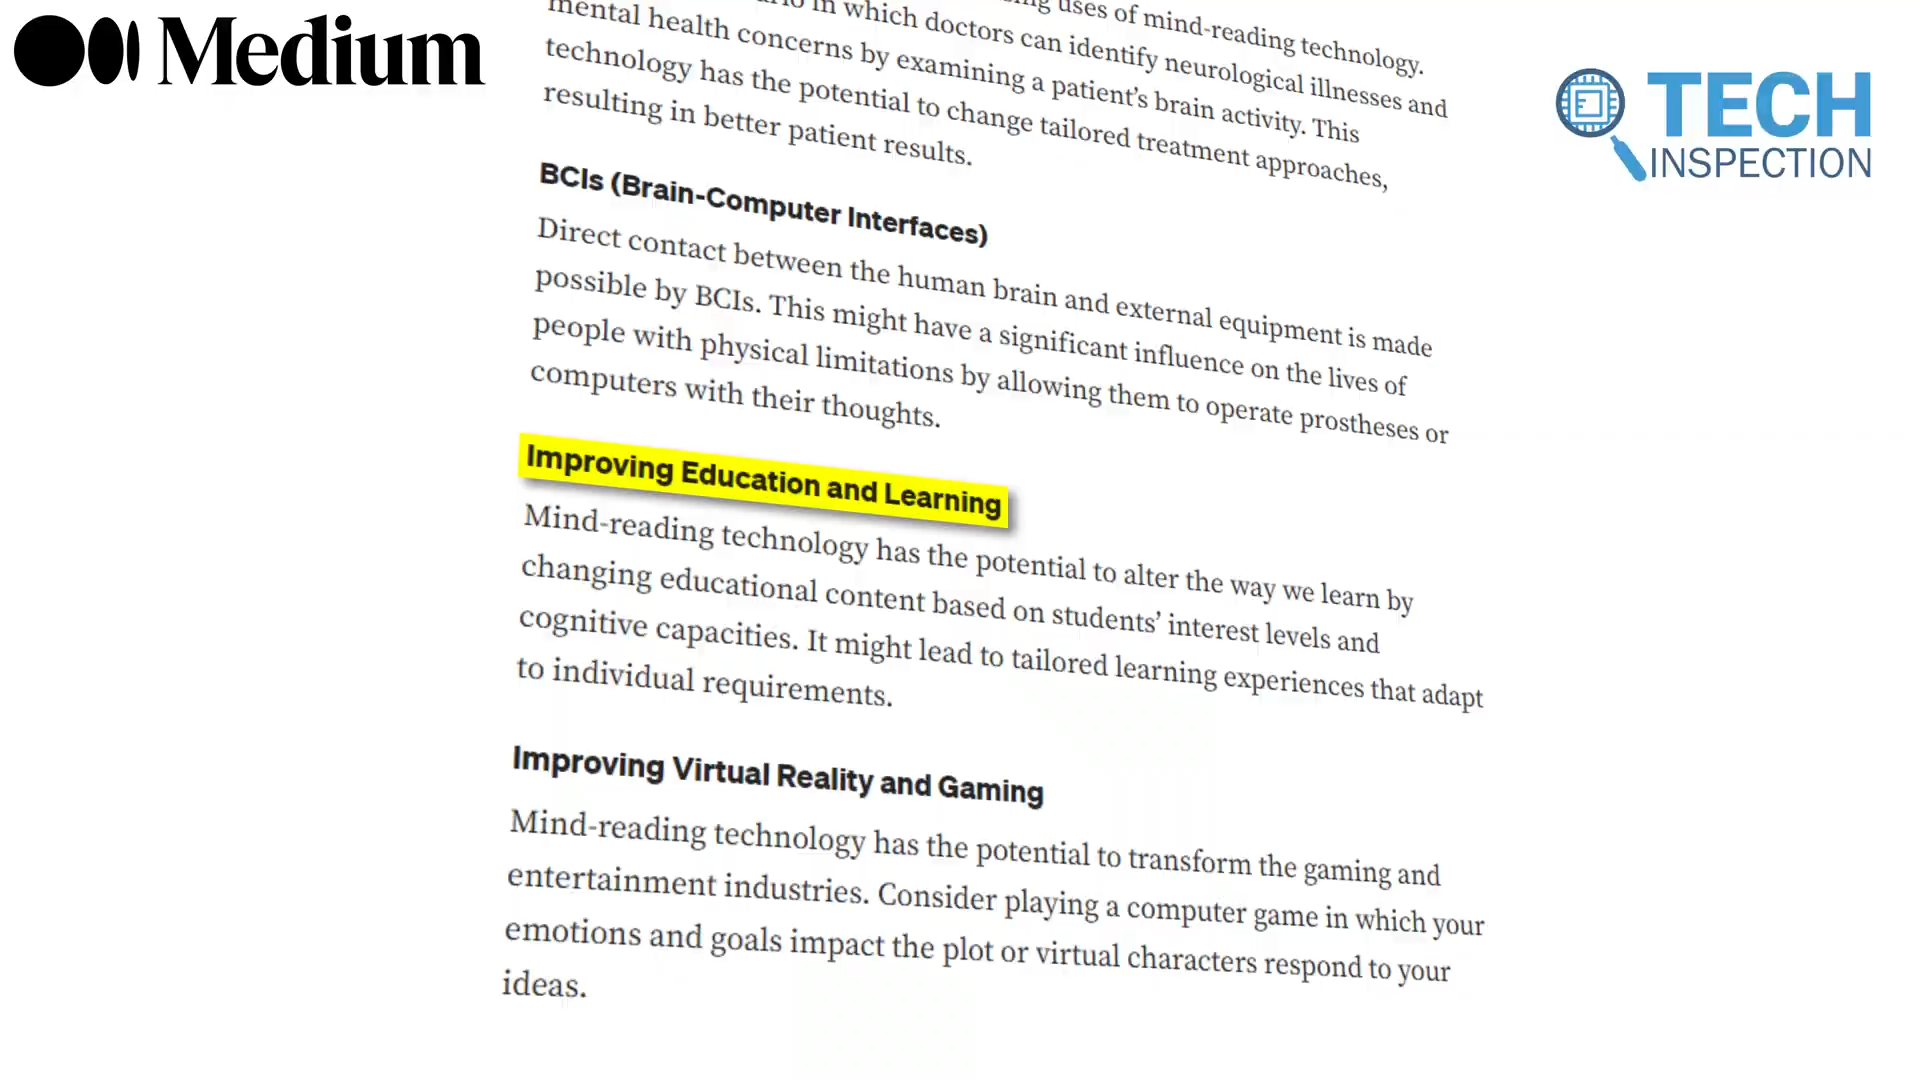 Medium
TECH
INSPECTION
uses of mind-reading technology.
in which doctors can identify neurological illnesses and
mental health concerns by examining a patient's brain activity. This
technology has the potential to change tailored treatment approaches,
resulting in better patient results.
BCIs (Brain-Computer Interfaces)
Direct contact between the human brain and external equipment is made
possible by BCIs. This might have a significant influence on the lives of
people with physical limitations by allowing them to operate prostheses or
computers with their thoughts.
Improving Education and Learning
Mind-reading technology has the potential to alter the way we learn by
changing educational content based on students' interest levels and
cognitive capacities. It might lead to tailored learning experiences that adapt
to individual requirements.
Improving Virtual Reality and Gaming
Mind-reading technology has the potential to transform the gaming and
entertainment industries. Consider playing a computer game in which your
emotions and goals impact the plot or virtual characters respond to your
ideas.